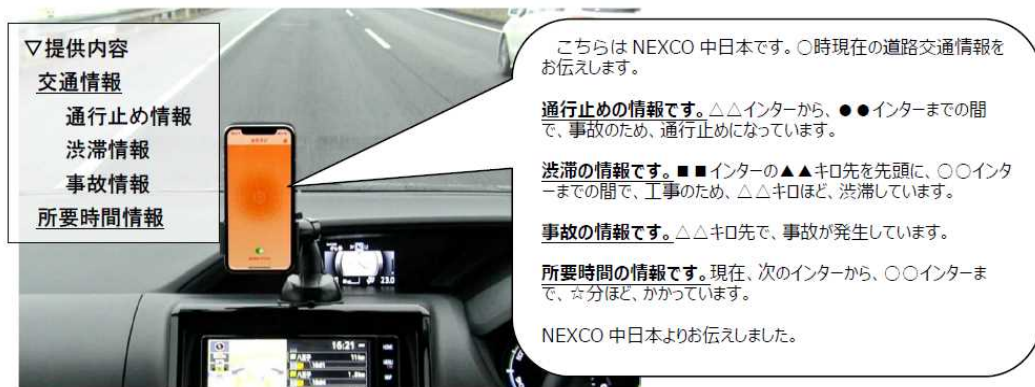 ▽提供内容
交通情報
通行止め情報
渋滞情報
事故情報
所要時間情報
こちらは NEXCO 中日本です。○時現在の道路交通情報を
お伝えします。
通行止めの情報です。△△インターから、●●インターまでの間
で、事故のため、通行止めになっています。
渋滞の情報です。■■インターの▲▲キロ先を先頭に、○○インタ
ーまでの間で、工事のため、△△キロほど、渋滞しています。
事故の情報です。△△キロ先で、事故が発生しています。
所要時間の情報です。現在、次のインターから、○○インターま
で、☆分ほど、かかっています。
NEXCO 中日本よりお伝えしました。
23.0
16:21